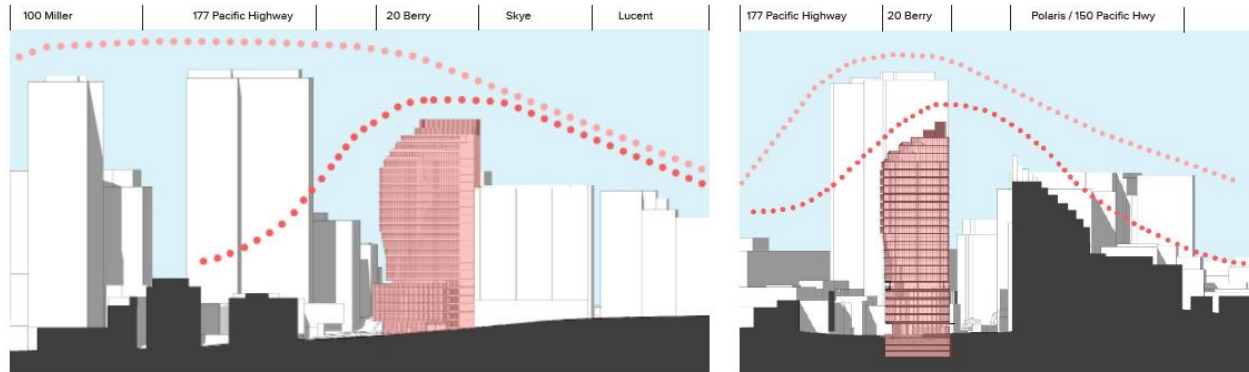 100 Miller 177 Pacific Highway 20 Berry Skye Lucent
177 Pacific Highway 20 Berry Polaris / 150 Pacific Hwy